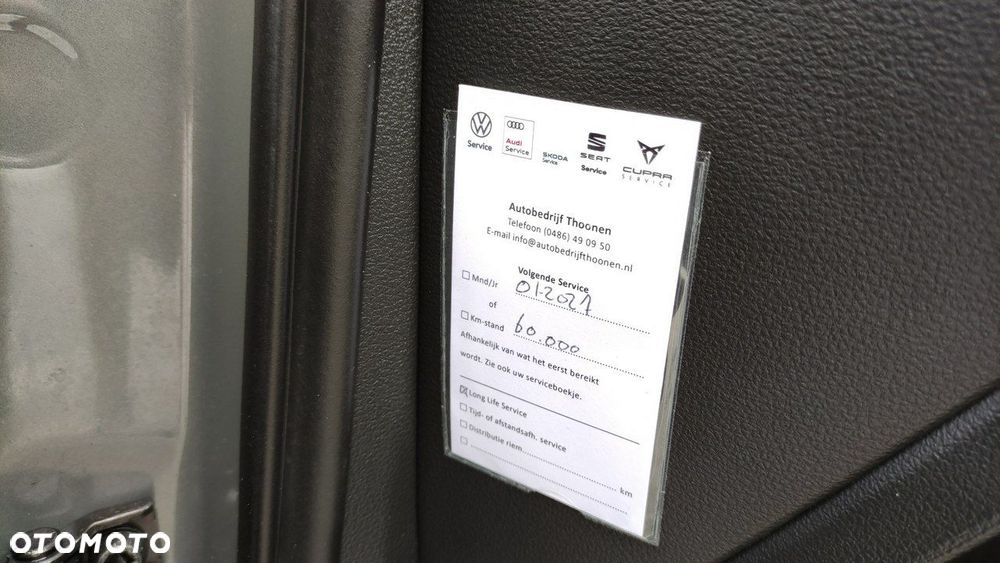 Service
Audi
Service
ŠKODA
Service
SEAT
Service
CUPRA
SERVICE
Autobedrijf Thoonen
Telefoon (0486) 49 09 50
E-mail info@autobedrijfthoonen.nl
Volgende Service
Mnd/Jr 01-2021
of
Km-stand 60.000
Afhankelijk van wat het eerst bereikt
wordt. Zie ook uw serviceboekje.
Long Life Service
Tijd- of afstandsafh. service
Distributie riem
km
OTOMOTO